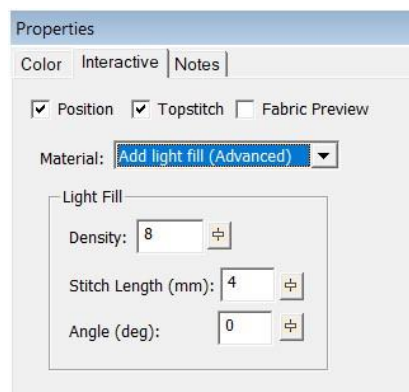 Properties
Color Interactive Notes
Position Topstitch Fabric Preview
Material: Add light fill (Advanced)
Light Fill
Density: 8
Stitch Length (mm): 4
Angle (deg): 0